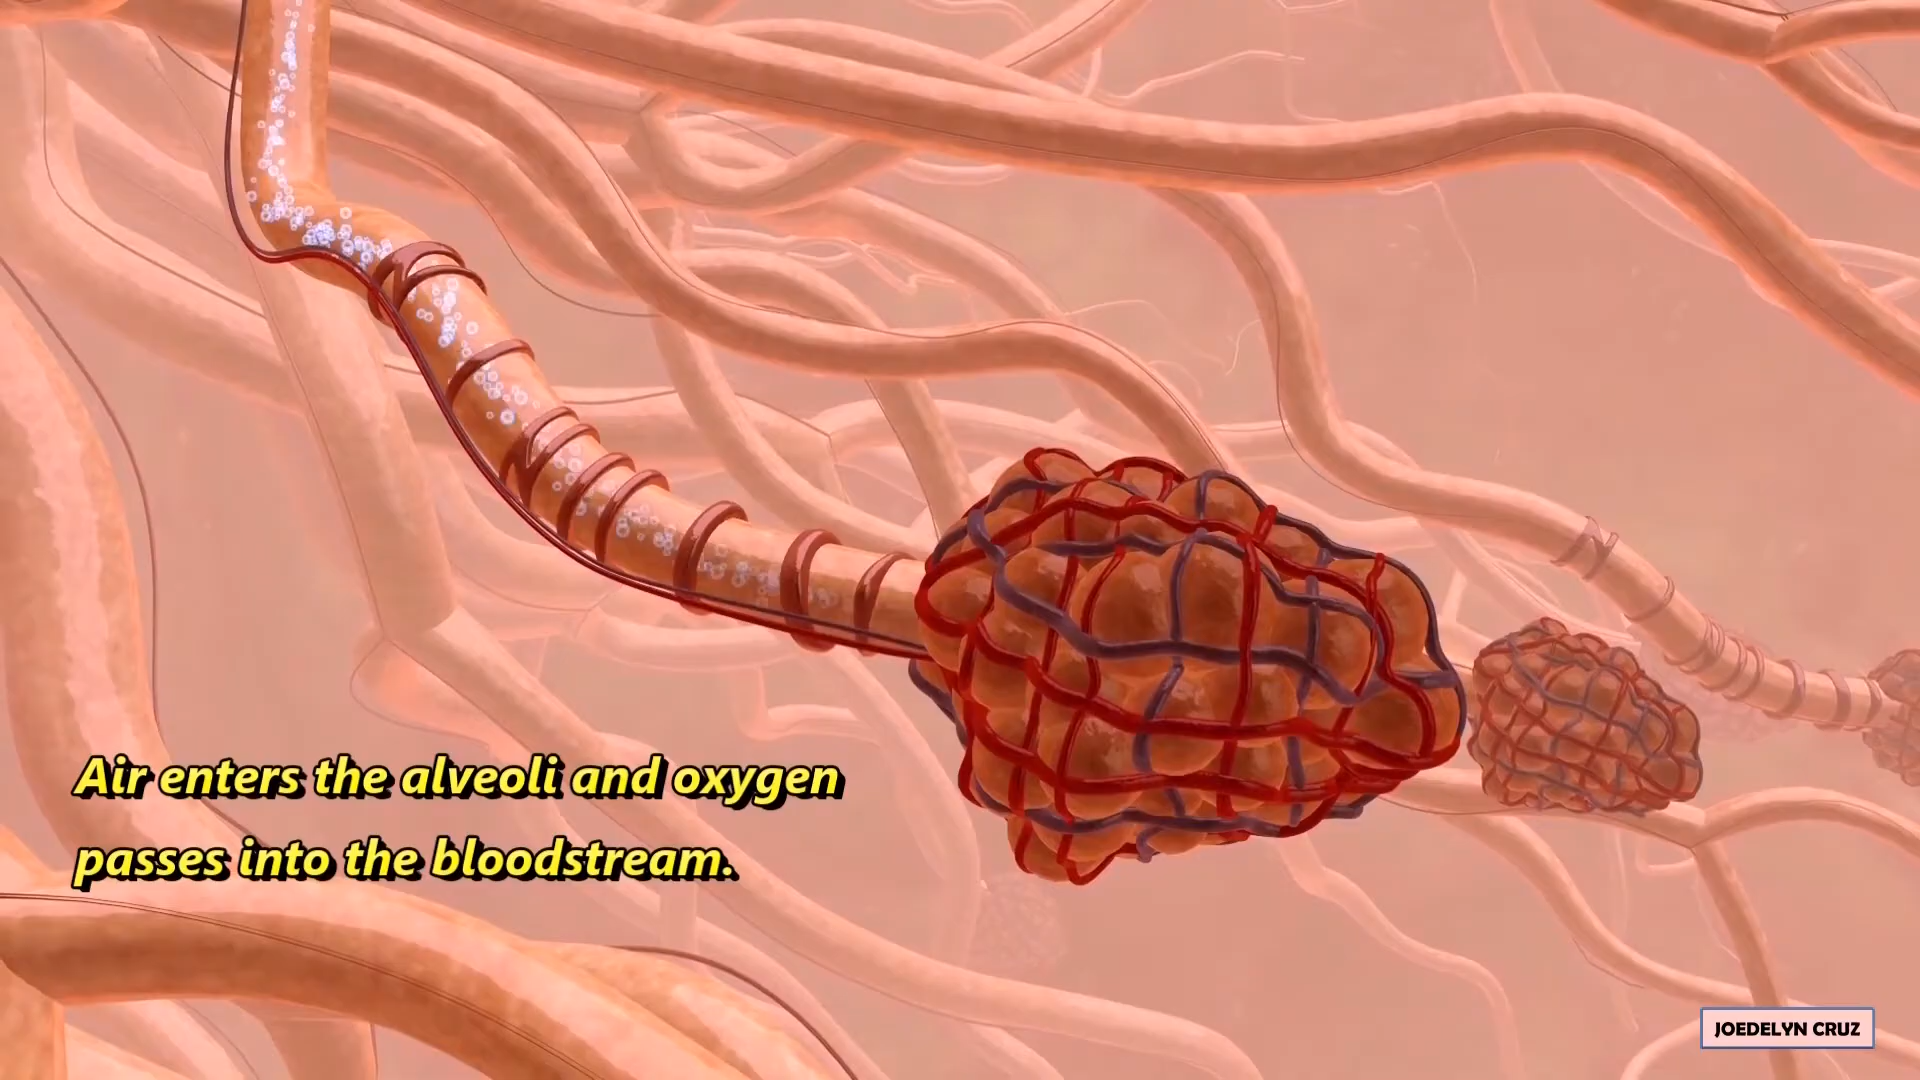 Air enters the alveoli and oxygen
passes into the bloodstream.
JOEDELYN CRUZ